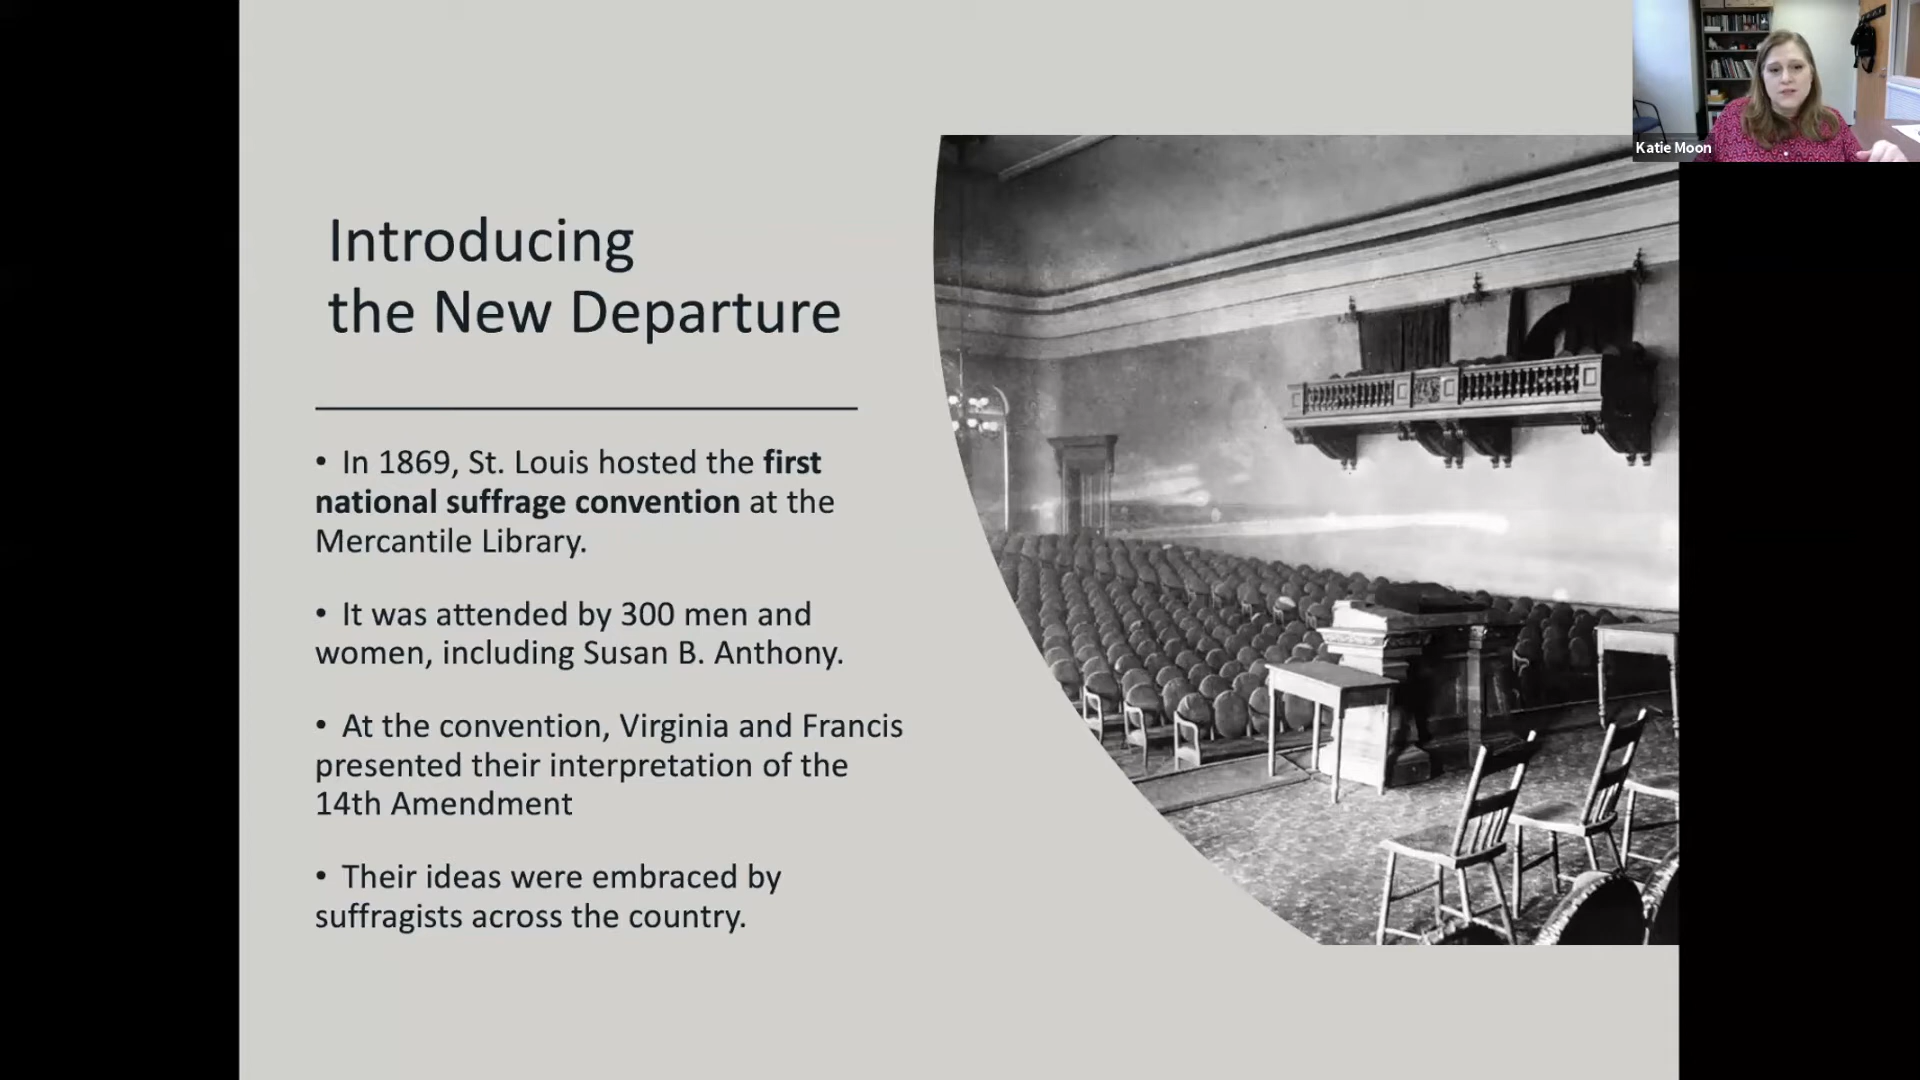 Katie Moon
Introducing
the New Departure
• In 1869, St. Louis hosted the first
national suffrage convention at the
Mercantile Library.
• It was attended by 300 men and
women, including Susan B. Anthony.
• At the convention, Virginia and Francis
presented their interpretation of the
14th Amendment
• Their ideas were embraced by
suffragists across the country.